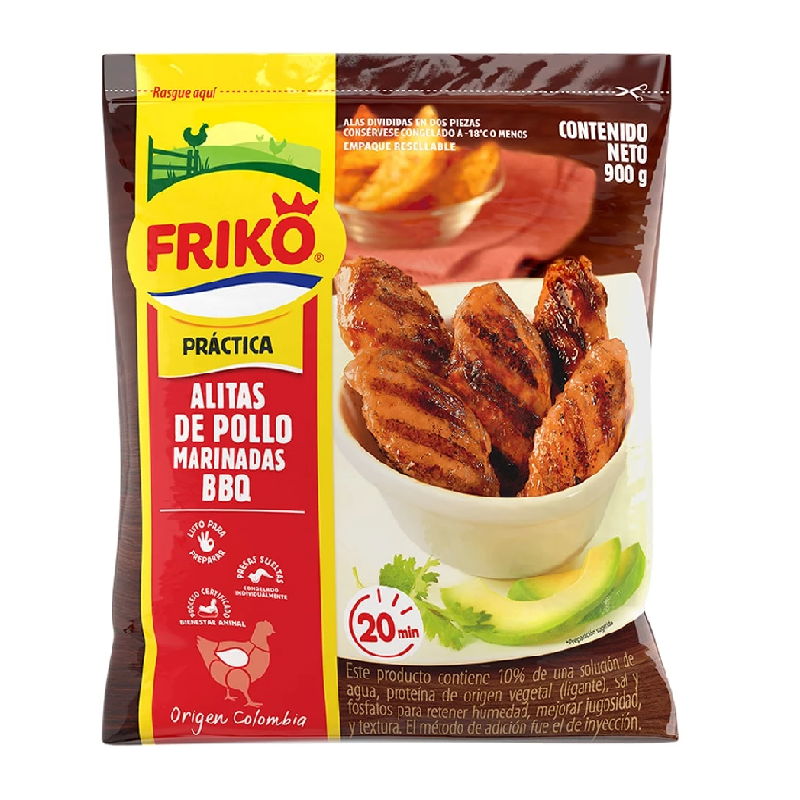 Rasgue aquí
ALAS DIVIDIDAS EN DOS PIEZAS
CONSÉRVESE CONGELADO A -18°C O MENOS
EMPAQUE RESELLABLE
CONTENIDO
NETO
900 g
FRIKO®
PRÁCTICA
ALITAS
DE POLLO
MARINADAS
BBQ
LISTO PARA
PREPARAR
PRESAS SUELTAS
CONGELADO
INDIVIDUALMENTE
PROCESO CERTIFICADO
BIENESTAR ANIMAL
Origen Colombia
20 min
*Preparación sugerida
Este producto contiene 10% de una solución de
agua, proteína de origen vegetal (ligante), sal y
fosfatos para retener humedad, mejorar jugosidad,
y textura. El método de adición fue el de inyección.